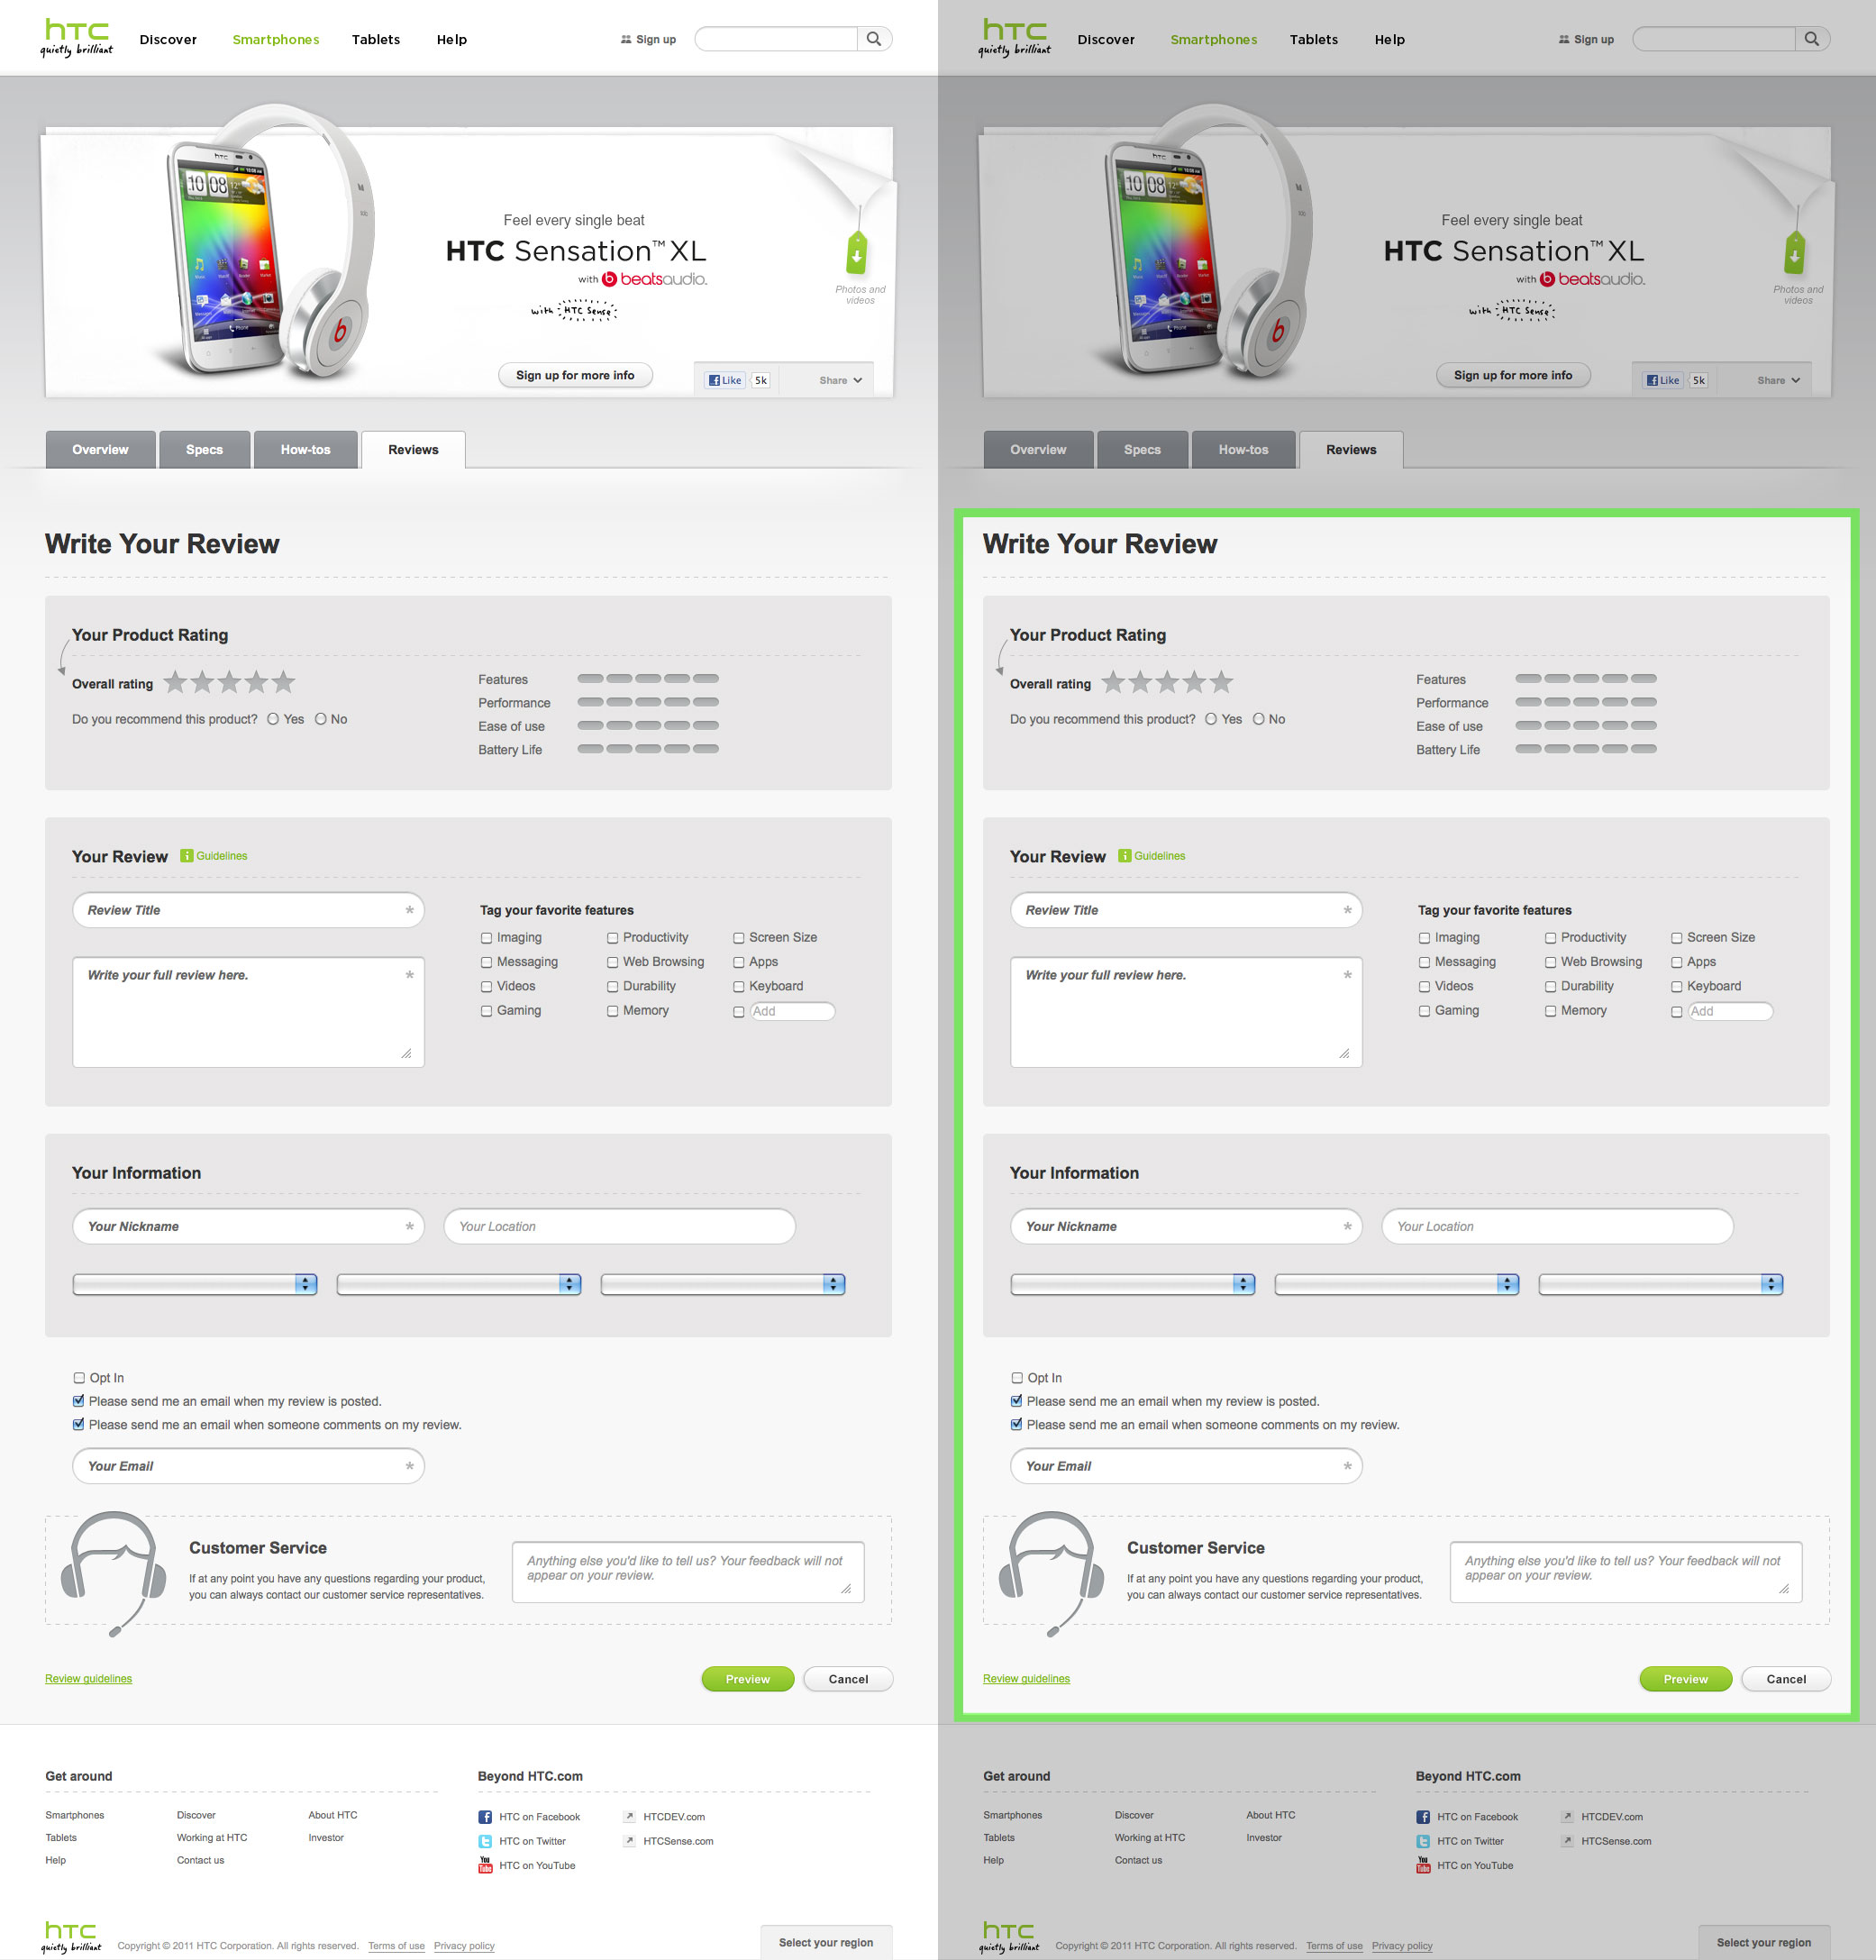 htc
quietly brilliant
Discover
Smartphones
Tablets
Help
Sign up
htc
10 08
Feel every single beat
HTC Sensation™ XL
with beatsaudio.
with HTC Sense
Photos and
videos
Sign up for more info
Like
5k
Share
Overview
Specs
How-tos
Reviews
Write Your Review
Your Product Rating
Overall rating
Do you recommend this product? Yes No
Features
Performance
Ease of use
Battery Life
Your Review
Guidelines
Review Title *
Write your full review here. *
Tag your favorite features
Imaging Productivity Screen Size
Messaging Web Browsing Apps
Videos Durability Keyboard
Gaming Memory Add
Your Information
Your Nickname *
Your Location
Opt In
Please send me an email when my review is posted.
Please send me an email when someone comments on my review.
Your Email *
Customer Service
If at any point you have any questions regarding your product,
you can always contact our customer service representatives.
Anything else you'd like to tell us? Your feedback will not
appear on your review.
Review guidelines
Preview
Cancel
Get around
Smartphones Discover About HTC
Tablets Working at HTC Investor
Help Contact us
Beyond HTC.com
HTC on Facebook HTCDEV.com
HTC on Twitter HTCSense.com
You Tube HTC on YouTube
htc
quietly brilliant
Copyright © 2011 HTC Corporation. All rights reserved. Terms of use Privacy policy
Select your region
htc
quietly brilliant
Discover
Smartphones
Tablets
Help
Sign up
htc
10 08
Feel every single beat
HTC Sensation™ XL
with beatsaudio.
with HTC Sense
Photos and
videos
Sign up for more info
Like
5k
Share
Overview
Specs
How-tos
Reviews
Write Your Review
Your Product Rating
Overall rating
Do you recommend this product? Yes No
Features
Performance
Ease of use
Battery Life
Your Review
Guidelines
Review Title *
Write your full review here. *
Tag your favorite features
Imaging Productivity Screen Size
Messaging Web Browsing Apps
Videos Durability Keyboard
Gaming Memory Add
Your Information
Your Nickname *
Your Location
Opt In
Please send me an email when my review is posted.
Please send me an email when someone comments on my review.
Your Email *
Customer Service
If at any point you have any questions regarding your product,
you can always contact our customer service representatives.
Anything else you'd like to tell us? Your feedback will not
appear on your review.
Review guidelines
Preview
Cancel
Get around
Smartphones Discover About HTC
Tablets Working at HTC Investor
Help Contact us
Beyond HTC.com
HTC on Facebook HTCDEV.com
HTC on Twitter HTCSense.com
You Tube HTC on YouTube
htc
quietly brilliant
Copyright © 2011 HTC Corporation. All rights reserved. Terms of use Privacy policy
Select your region